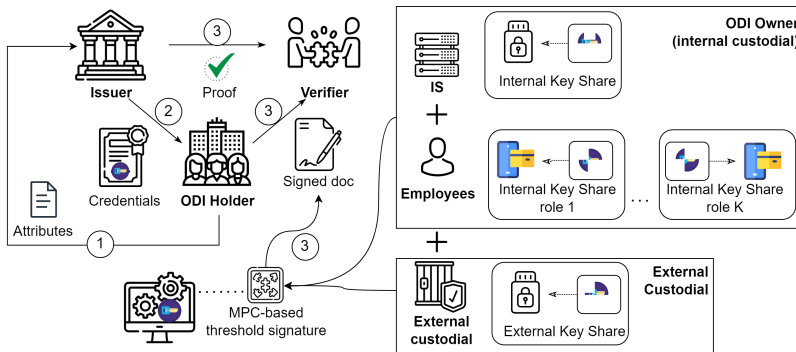 3
Issuer
Proof
Verifier
2
3
Credentials
ODI Holder
Signed doc
Attributes
1
3
MPC-based
threshold signature
ODI Owner
(internal custodial)
IS
Internal Key Share
+
Employees
Internal Key Share
role 1
...
Internal Key Share
role K
+
External
Custodial
External
custodial
External Key Share